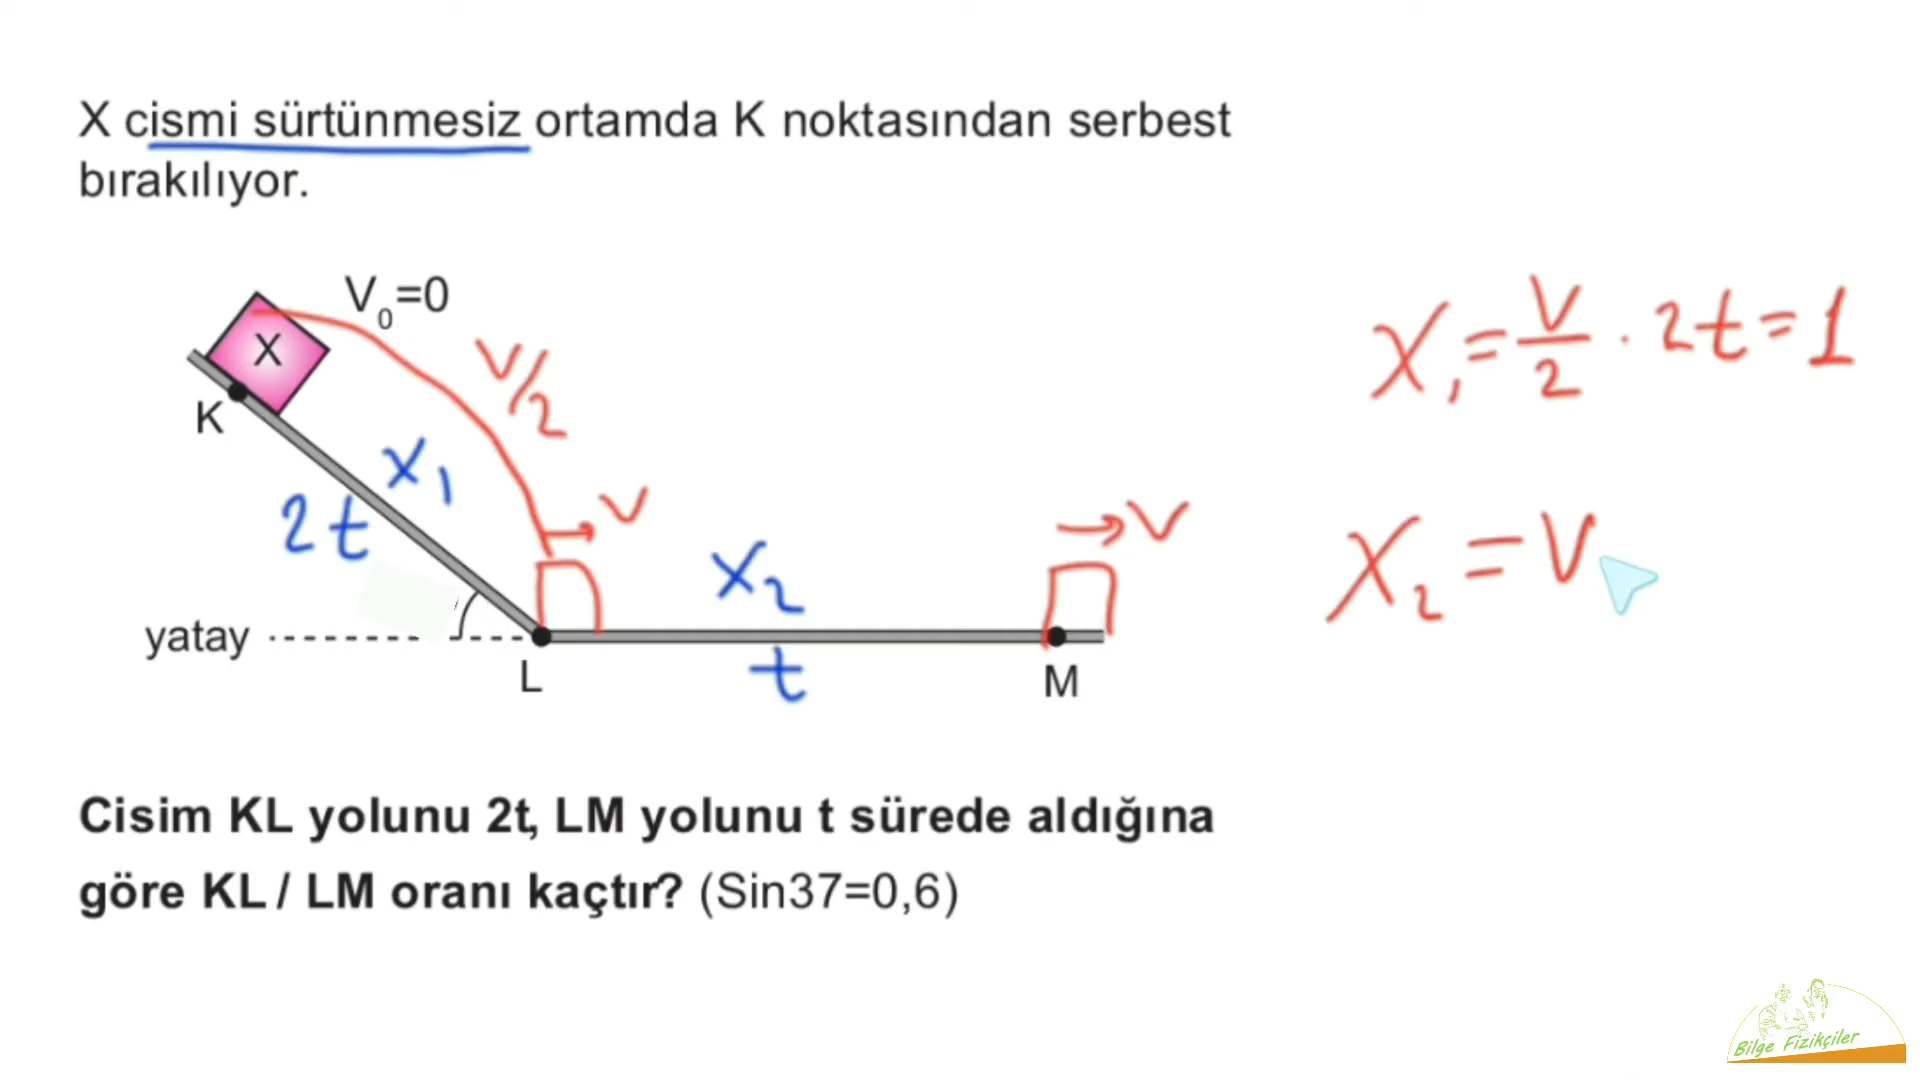 X cismi sürtünmesiz ortamda K noktasından serbest
bırakılıyor.
V₀=0
X
K
V/2
X₁
2t
V
X₂
V
yatay
L
t
M
X₁ = V/2 · 2t = 1
X₂ = V
Cisim KL yolunu 2t, LM yolunu t sürede aldığına
göre KL / LM oranı kaçtır? (Sin37=0,6)
Bilge Fizikçiler